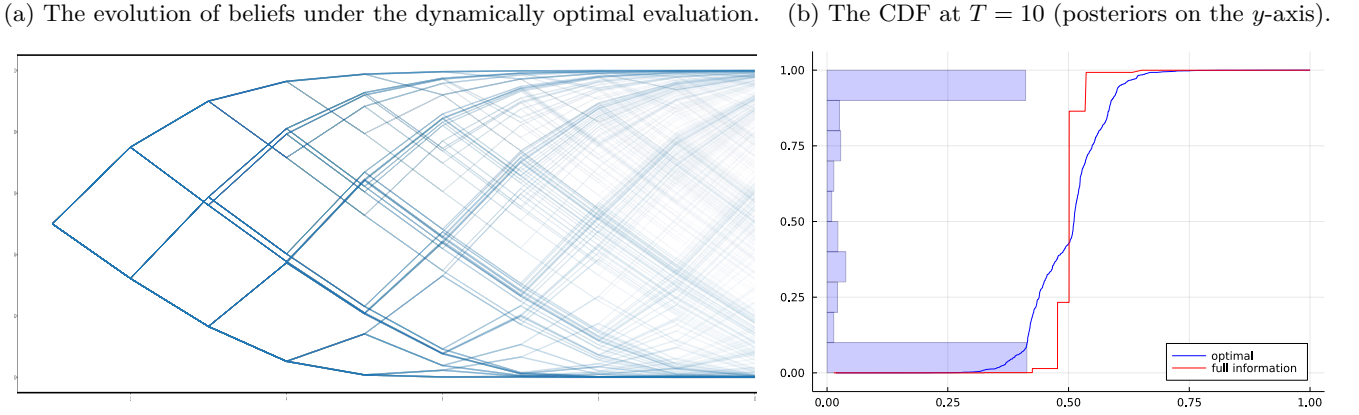 (a) The evolution of beliefs under the dynamically optimal evaluation.
(b) The CDF at T = 10 (posteriors on the y-axis).
1.00
0.75
0.50
0.25
0.00
optimal
full information
0.00 0.25 0.50 0.75 1.00